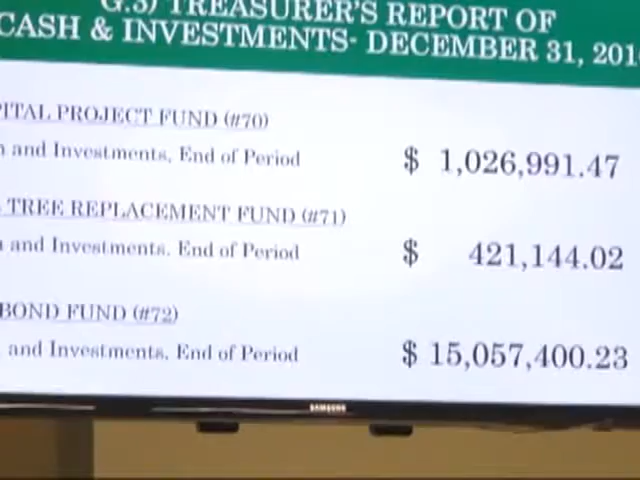 G.3) TREASURER'S REPORT OF
CASH & INVESTMENTS- DECEMBER 31, 201
PITAL PROJECT FUND (#70)
and Investments, End of Period $ 1,026,991.47
TREE REPLACEMENT FUND (#71)
and Investments, End of Period $ 421,144.02
BOND FUND (#72)
and Investments, End of Period $ 15,057,400.23
SAMSUNG